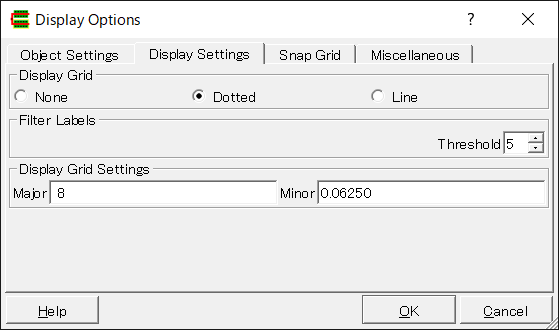 Display Options
Object Settings Display Settings Snap Grid Miscellaneous
Display Grid
None Dotted Line
Filter Labels
Threshold 5
Display Grid Settings
Major 8 Minor 0.06250
Help OK Cancel